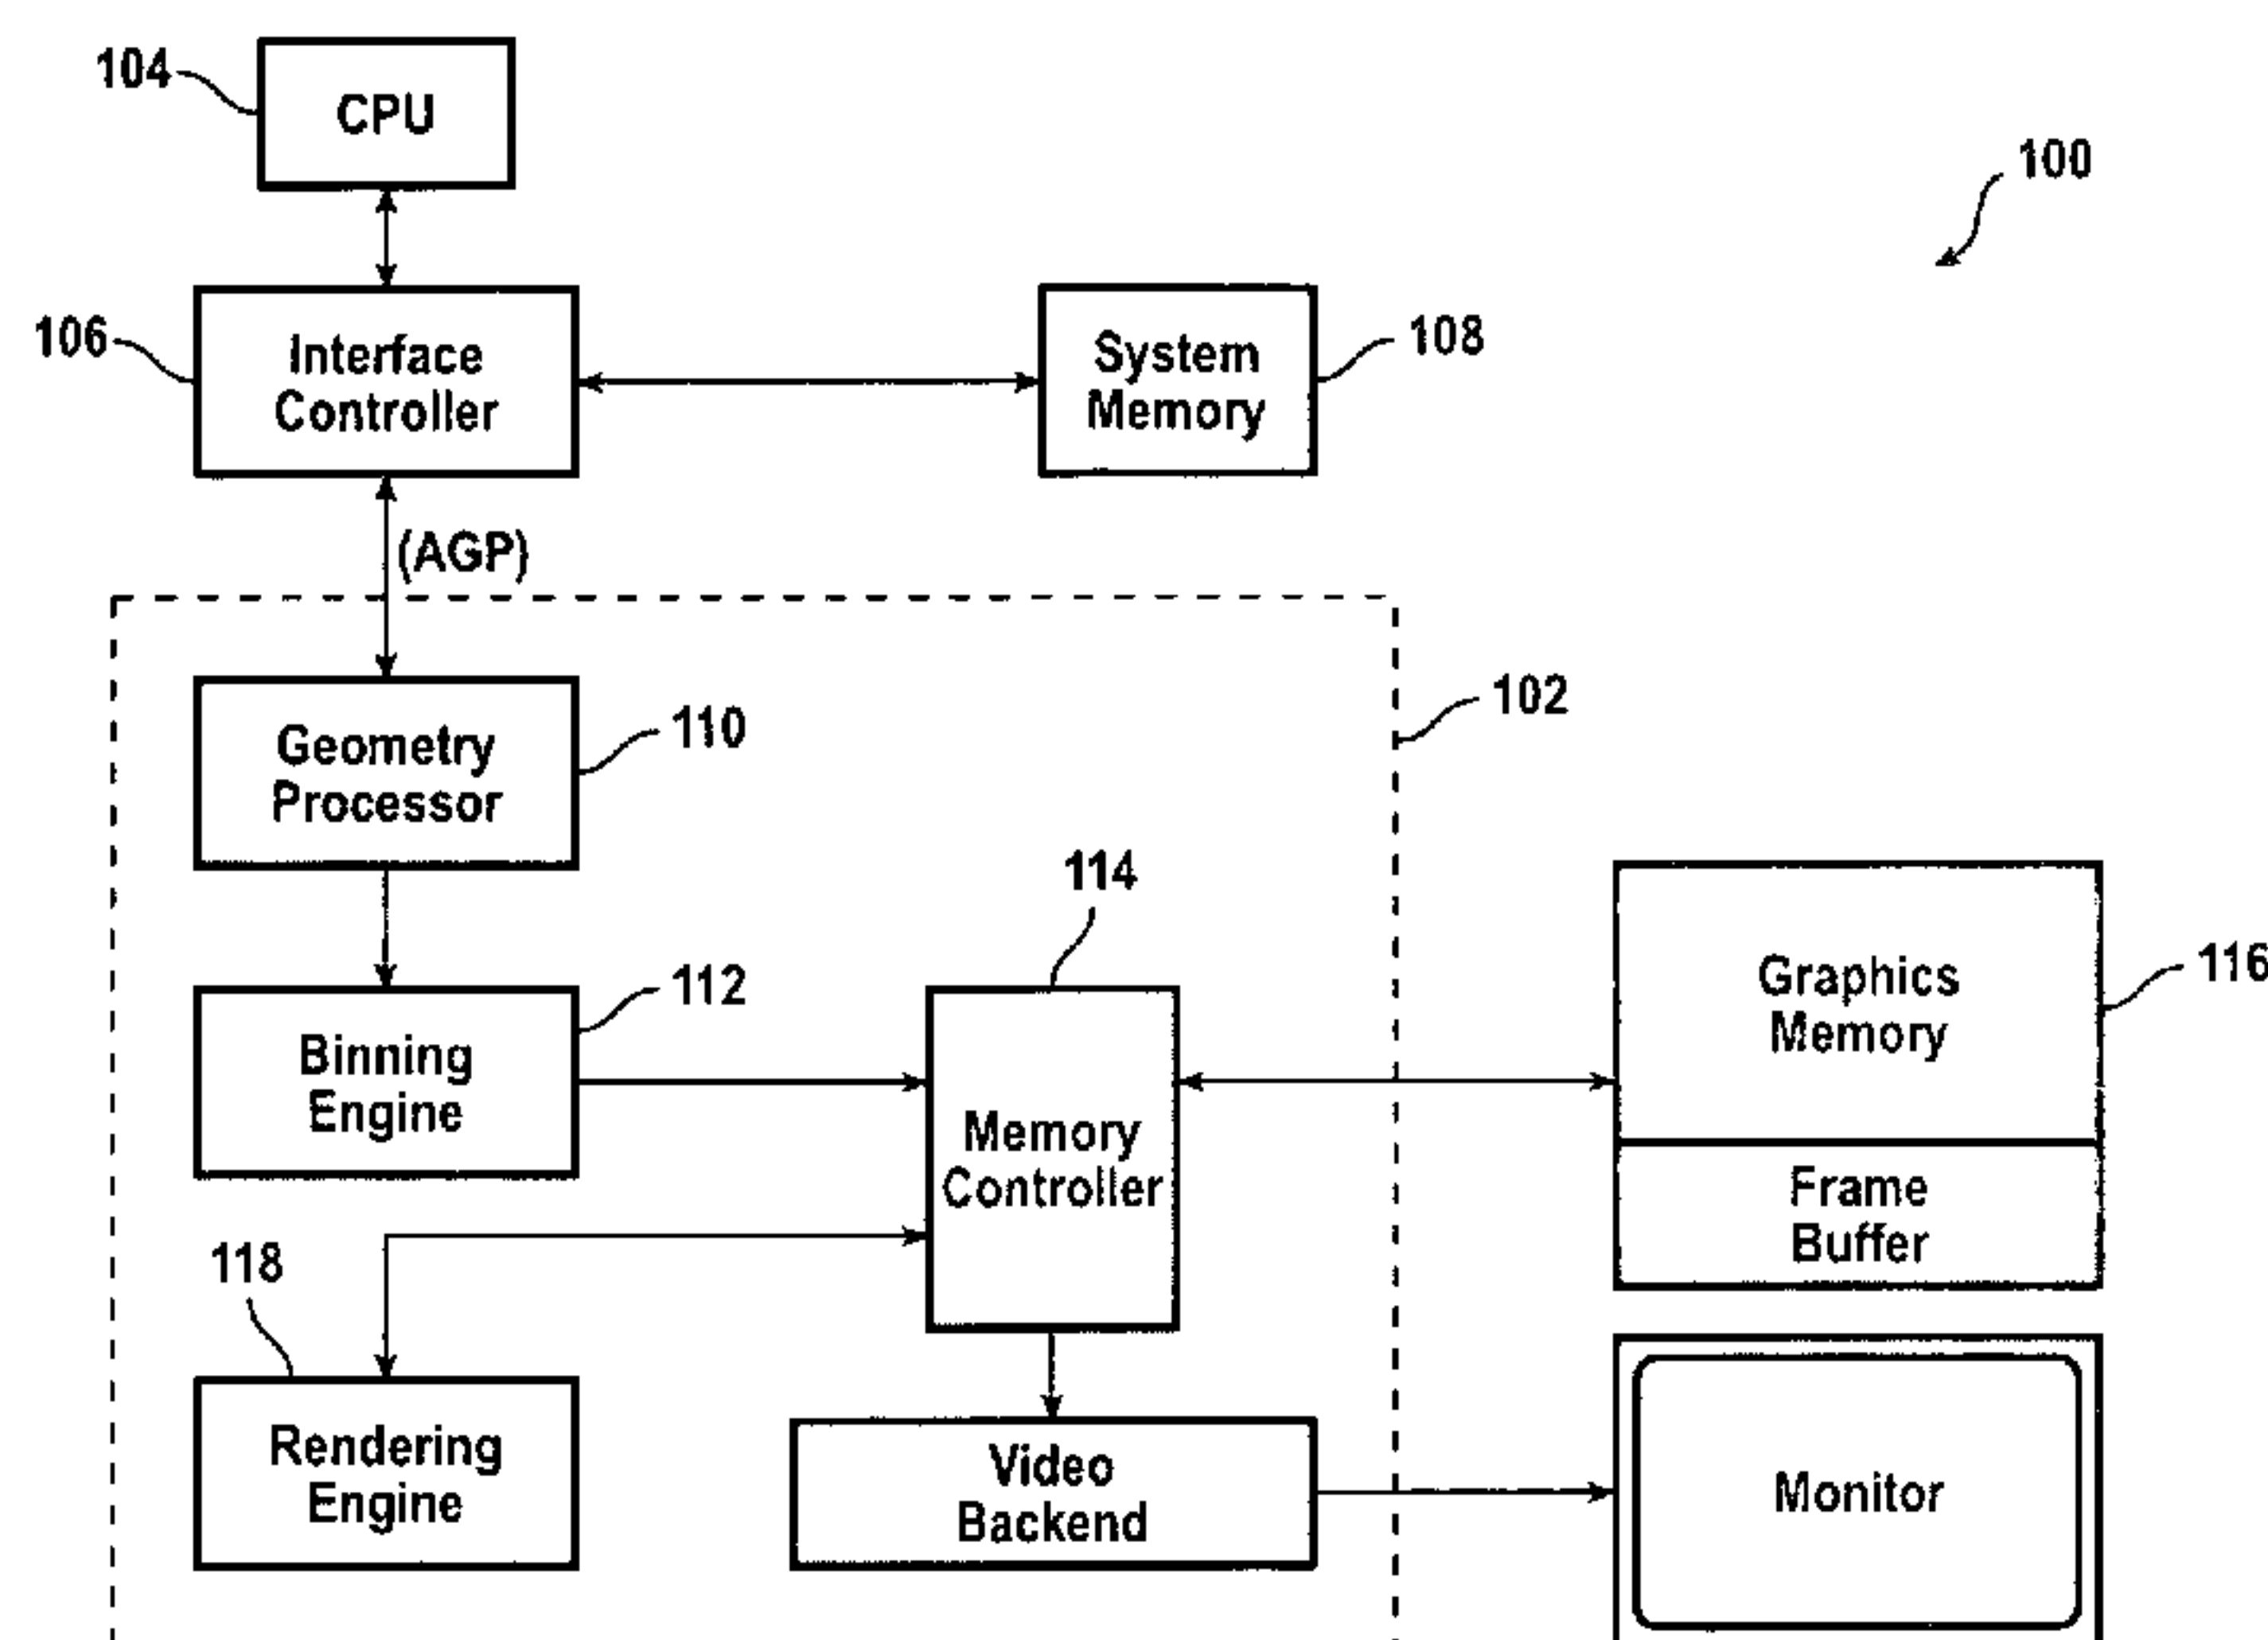 104
CPU
100
106
Interface
Controller
System
Memory
108
(AGP)
102
Geometry
Processor
110
114
Binning
Engine
112
Memory
Controller
Graphics
Memory
116
Frame
Buffer
118
Rendering
Engine
Video
Backend
Monitor